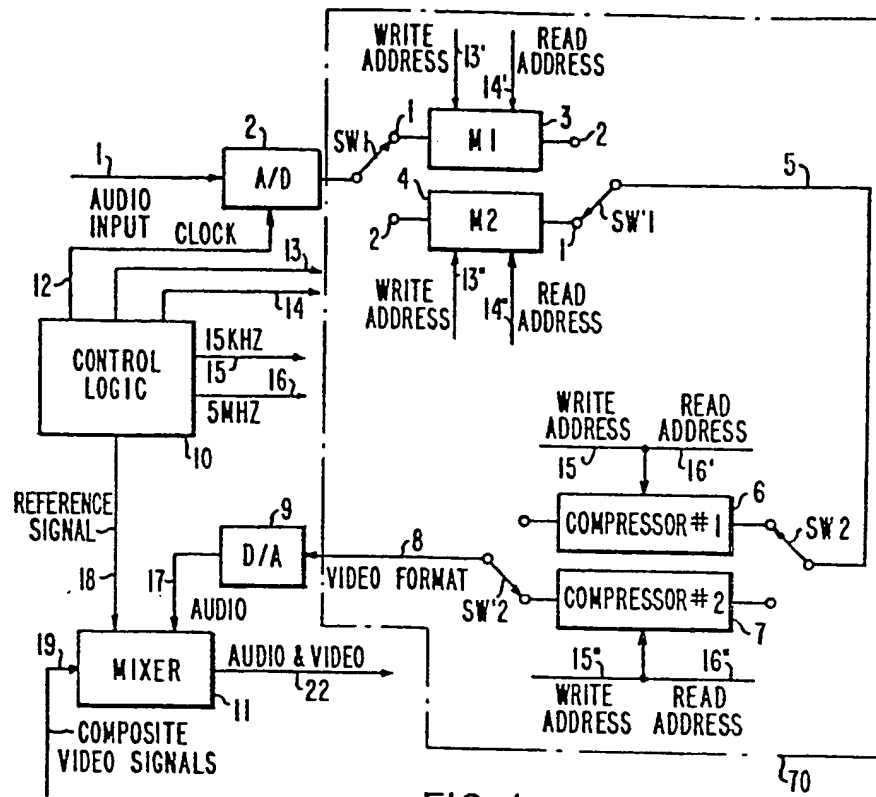 WRITE
ADDRESS
13'
READ
ADDRESS
14'
2
A/D
SW1
1
M1
3
2
1
AUDIO
INPUT
CLOCK
4
M2
2
1
SW'1
5
13
12
14
WRITE
ADDRESS
13"
14"
READ
ADDRESS
CONTROL
LOGIC
15KHZ
15
16
5MHZ
10
WRITE
ADDRESS
READ
ADDRESS
15
16'
6
COMPRESSOR #1
SW2
REFERENCE
SIGNAL
18
9
D/A
17
AUDIO
8
VIDEO FORMAT
SW'2
COMPRESSOR #2
7
19
MIXER
11
AUDIO & VIDEO
22
15"
16"
WRITE
ADDRESS
READ
ADDRESS
COMPOSITE
VIDEO SIGNALS
70